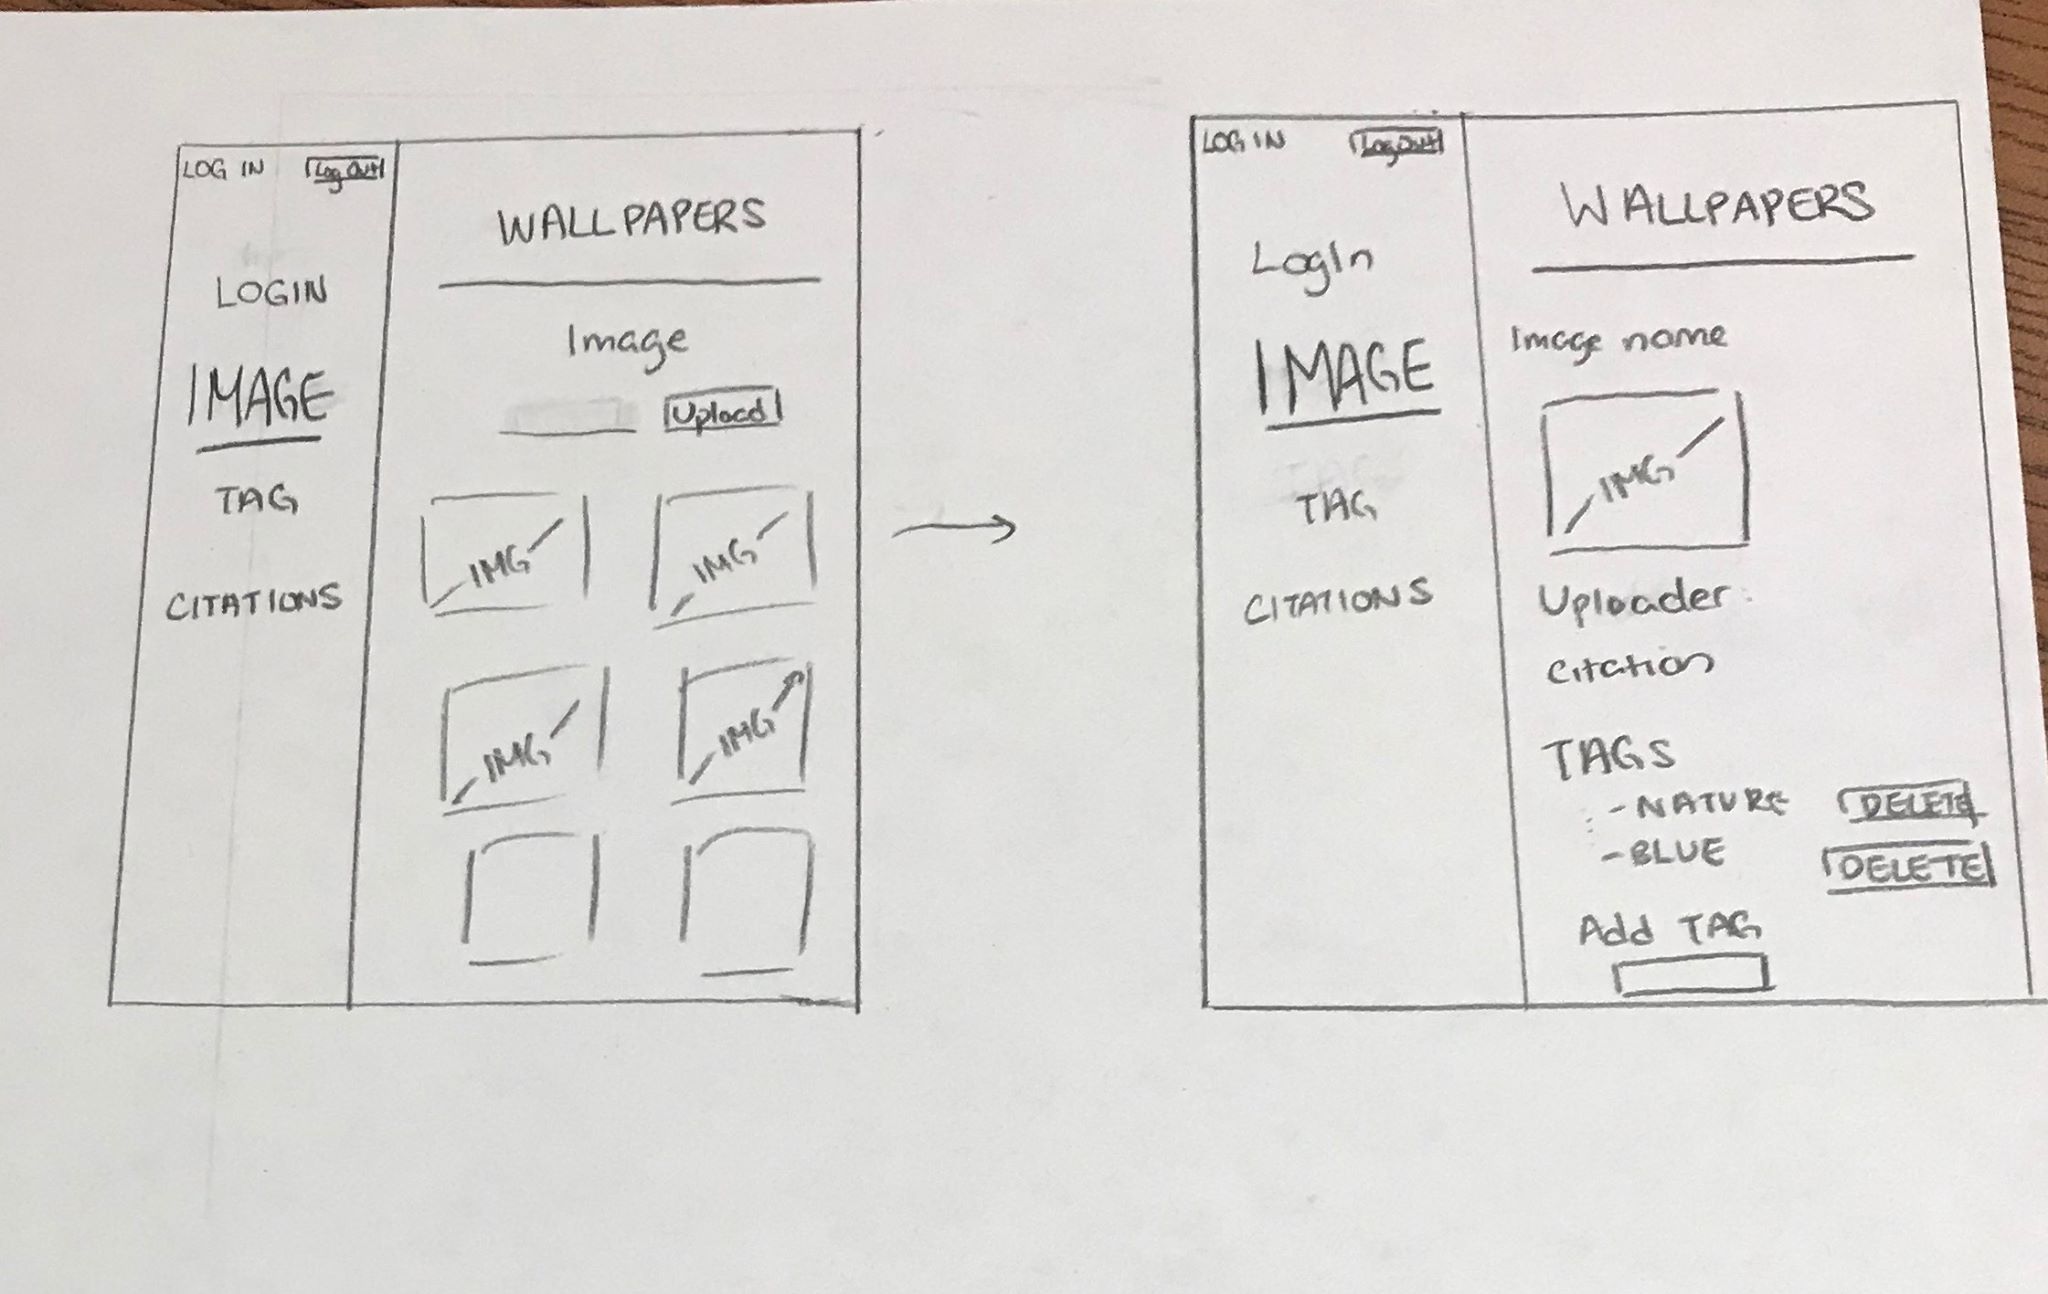 LOG IN Log Out
WALLPAPERS
LOGIN
IMAGE
TAG
CITATIONS
Image
Upload
IMG IMG
IMG IMG
LOG IN Log Out
WALLPAPERS
LogIn
IMAGE
TAG
CITATIONS
Image name
IMG
Uploader
Citation
TAGS
- NATURE DELETE
- BLUE DELETE
Add TAG